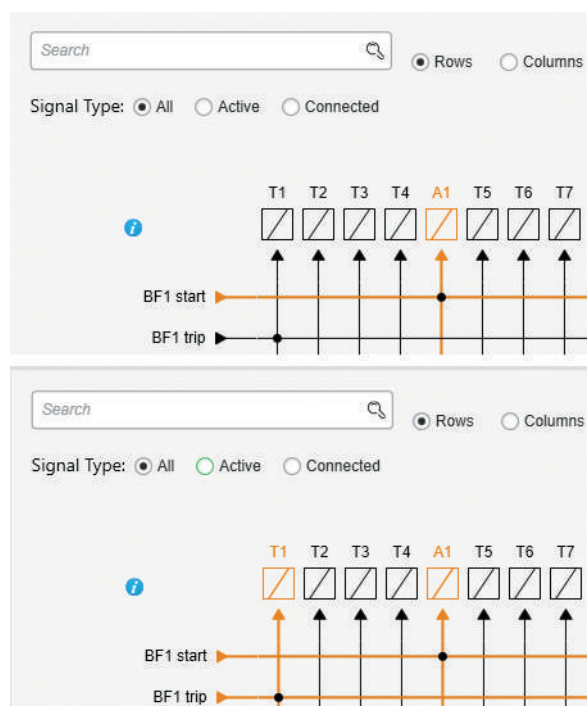 Search
Rows Columns
Signal Type: All Active Connected
T1 T2 T3 T4 A1 T5 T6 T7
i
BF1 start
BF1 trip
Search
Rows Columns
Signal Type: All Active Connected
T1 T2 T3 T4 A1 T5 T6 T7
i
BF1 start
BF1 trip